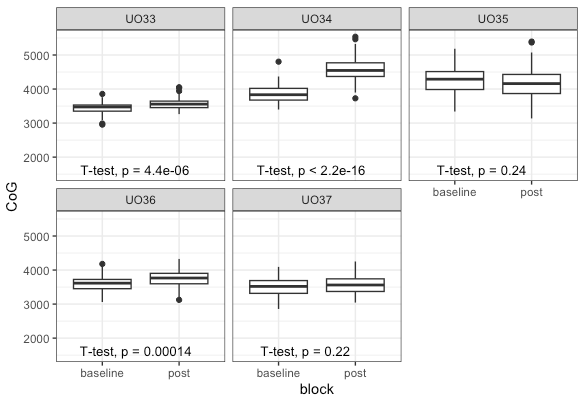 UO33
UO34
UO35
5000
4000
3000
2000
T-test, p = 4.4e-06
T-test, p < 2.2e-16
T-test, p = 0.24
baseline
post
CoG
UO36
UO37
5000
4000
3000
2000
T-test, p = 0.00014
T-test, p = 0.22
baseline
post
baseline
post
block